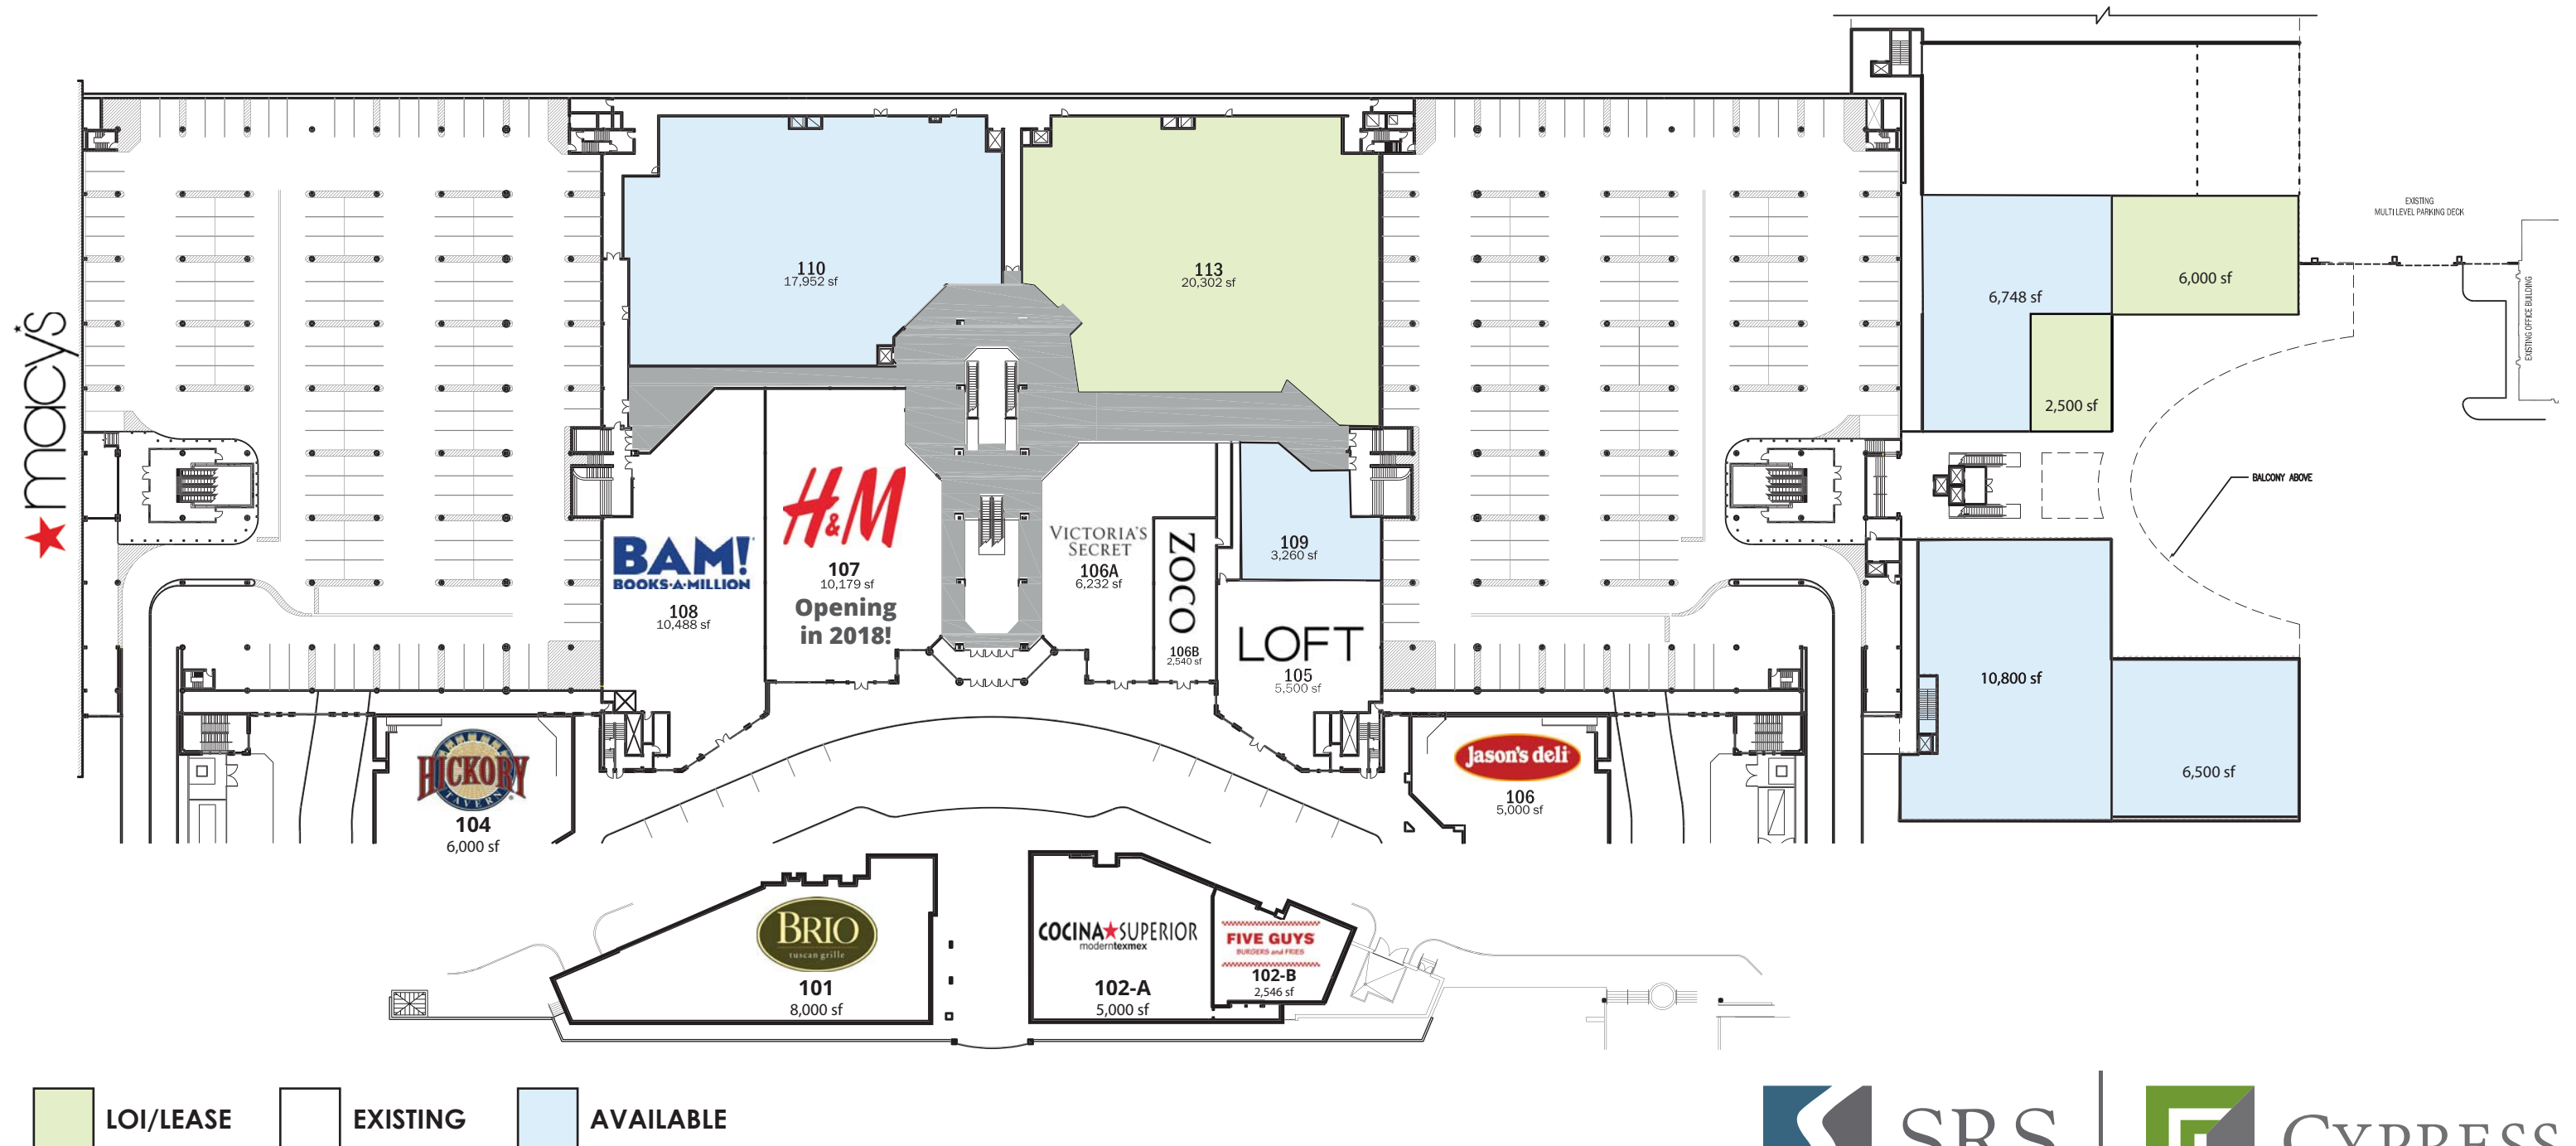 ★macy's
110
17,952 sf
113
20,302 sf
6,748 sf
6,000 sf
2,500 sf
EXISTING
MULTI LEVEL PARKING DECK
EXISTING OFFICE BUILDING
BALCONY ABOVE
BAM!
BOOKS·A·MILLION
108
10,488 sf
H&M
107
10,179 sf
Opening
in 2018!
VICTORIA'S
SECRET
106A
6,232 sf
ZOCO
106B
2,540 sf
109
3,260 sf
LOFT
105
5,500 sf
10,800 sf
6,500 sf
HICKORY
TAVERN
104
6,000 sf
Jason's deli
106
5,000 sf
BRIO
tuscan grille
101
8,000 sf
COCINA★SUPERIOR
moderntexmex
102-A
5,000 sf
FIVE GUYS
BURGERS and FRIES
102-B
2,546 sf
LOI/LEASE
EXISTING
AVAILABLE
SRS
CYPRESS